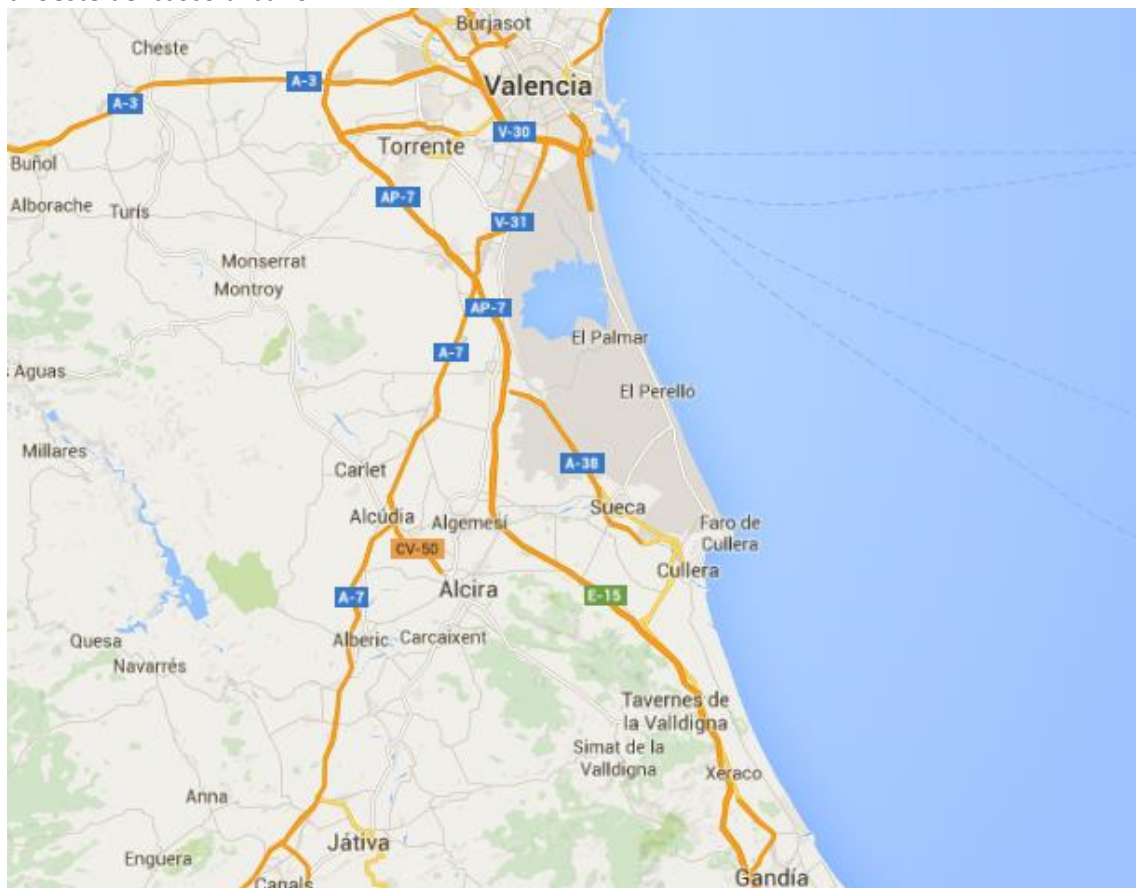 Burjasot
Cheste
A-3
Valencia
A-3
V-30
Torrente
Buñol
AP-7
Alborache
Turís
V-31
Monserrat
Montroy
AP-7
El Palmar
A-7
Aguas
El Perelló
Millares
Carlet
A-38
Sueca
Alcúdia
Algemesí
Faro de
Cullera
CV-50
Cullera
Alcira
A-7
E-15
Quesa
Alberic
Carcaixent
Navarrés
Tavernes de
la Valldigna
Simat de la
Valldigna
Xeraco
Anna
Játiva
Enguera
Canals
Gandía